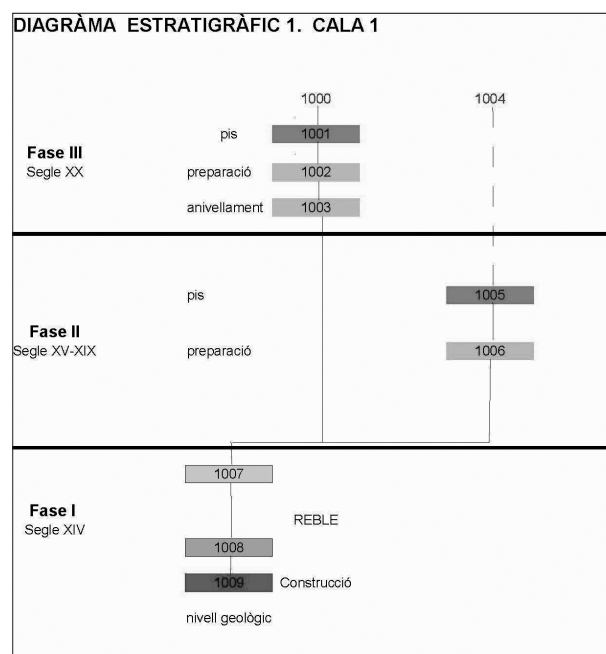 DIAGRÀMA ESTRATIGRÀFIC 1. CALA 1
1000 1004
pis 1001
Fase III
Segle XX
preparació 1002
anivellament 1003
pis 1005
Fase II
Segle XV-XIX
preparació 1006
1007
Fase I
Segle XIV
REBLE
1008
1009 Construcció
nivell geològic